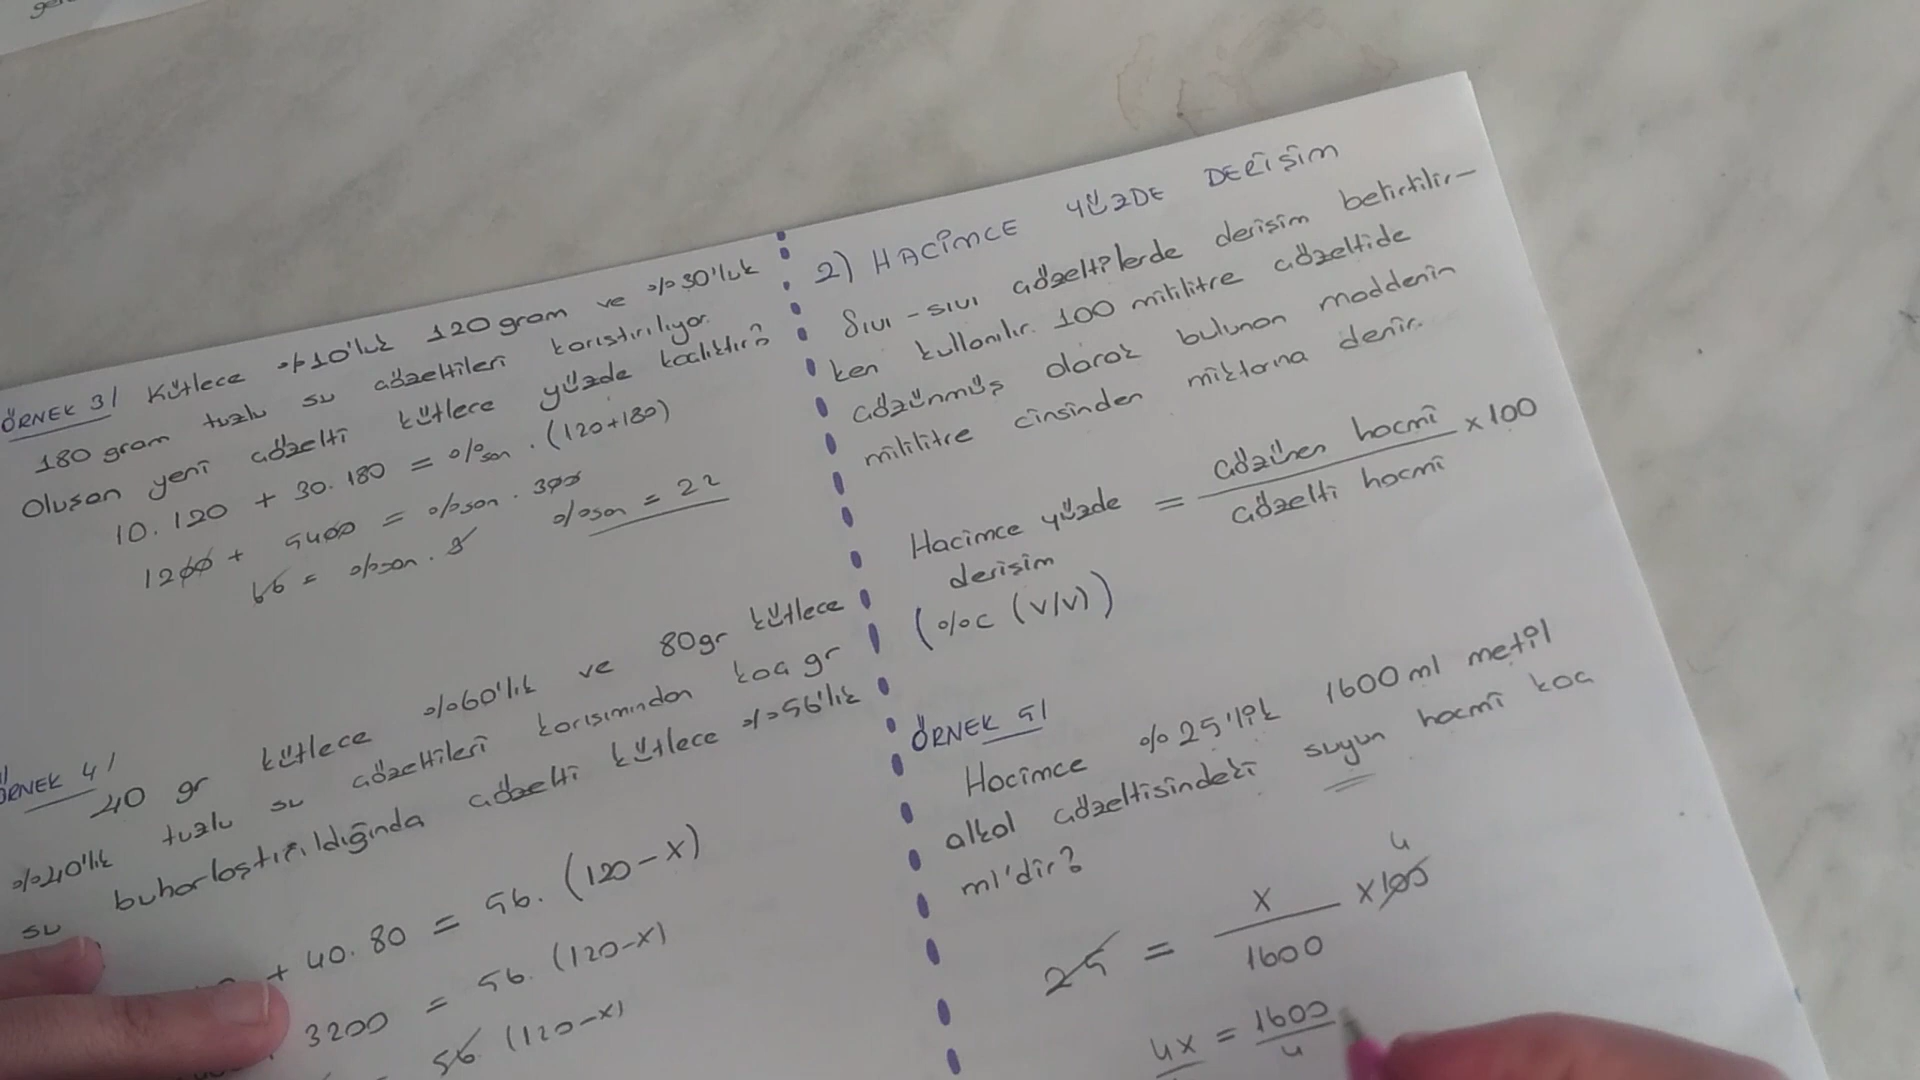 ÖRNEK 3/ Kütlece %10'luk 120 gram ve %30'luk
180 gram tuzlu su çözeltileri karıştırılıyor.
Oluşan yeni çözelti kütlece yüzde kaçlıktır?
10. 120 + 30. 180 = %son . (120+180)
1200 + 5400 = %son . 300
66 = %son . 3 %son = 22
ÖRNEK 4/
40 gr kütlece %60'lık ve 80gr kütlece
%40'lık tuzlu su çözeltileri karışımından kaç gr
su buharlaştırıldığında çözelti kütlece %56'lık
+ 40. 80 = 56. (120-x)
3200 = 56. (120-x)
56 (120-x)
2) HACİMCE YÜZDE DERİŞİM
Sıvı-sıvı çözeltilerde derişim belirtilir-
ken kullanılır. 100 mililitre çözeltide
çözünmüş olarak bulunan maddenin
mililitre cinsinden miktarına denir.
Hacimce yüzde = çözünen hacmi x100
derişim çözelti hacmi
(%C (V/V))
ÖRNEK 5/
Hacimce %25'lik 1600 ml metil
alkol çözeltisindeki suyun hacmi kaç
ml'dir?
4
25 = x x100
1600
4x = 1600
4